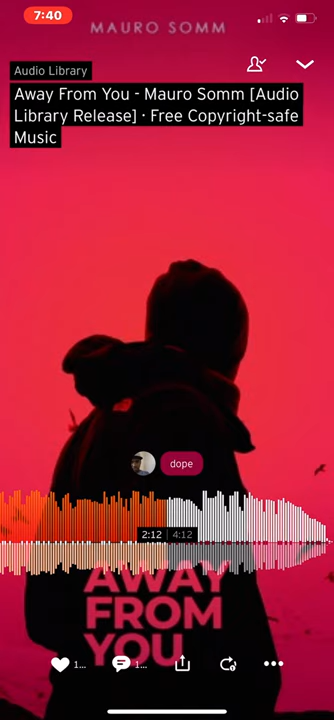 7:40
MAURO SOMM
Audio Library
Away From You - Mauro Somm [Audio
Library Release] · Free Copyright-safe
Music
dope
2:12 | 4:12
AWAY
FROM
YOU
1...
1...